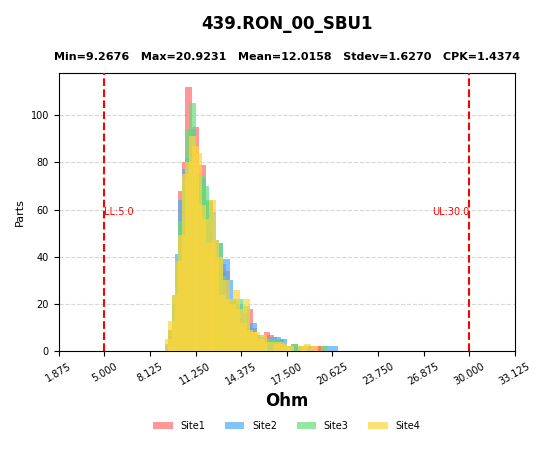 439.RON_00_SBU1
Min=9.2676 Max=20.9231 Mean=12.0158 Stdev=1.6270 CPK=1.4374
100
80
60
40
20
0
Parts
LL:5.0
UL:30.0
1.875 5.000 8.125 11.250 14.375 17.500 20.625 23.750 26.875 30.000 33.125
Ohm
Site1 Site2 Site3 Site4